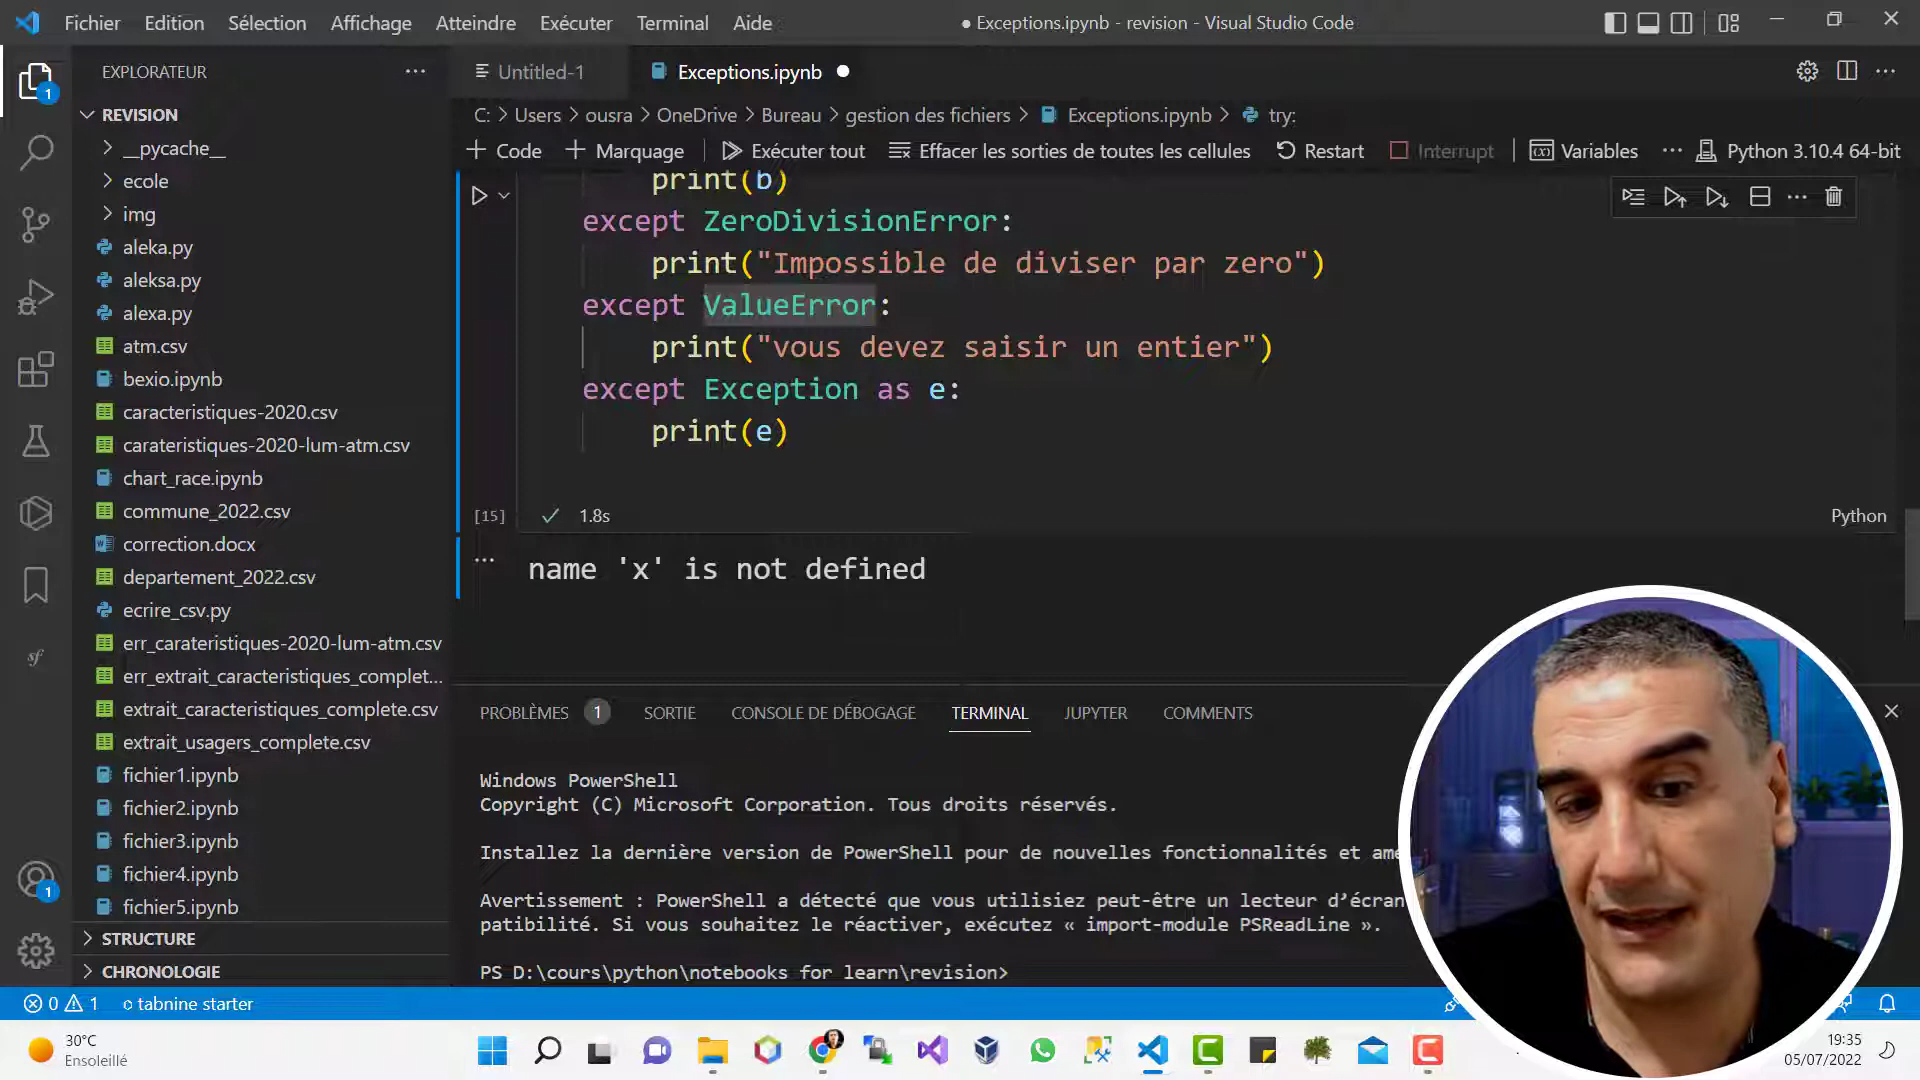 Fichier Edition Sélection Affichage Atteindre Exécuter Terminal Aide
● Exceptions.ipynb - revision - Visual Studio Code
EXPLORATEUR
REVISION
__pycache__
ecole
img
aleka.py
aleksa.py
alexa.py
atm.csv
bexio.ipynb
caracteristiques-2020.csv
carateristiques-2020-lum-atm.csv
chart_race.ipynb
commune_2022.csv
correction.docx
departement_2022.csv
ecrire_csv.py
err_carateristiques-2020-lum-atm.csv
err_extrait_caracteristiques_complet...
extrait_caracteristiques_complete.csv
extrait_usagers_complete.csv
fichier1.ipynb
fichier2.ipynb
fichier3.ipynb
fichier4.ipynb
fichier5.ipynb
STRUCTURE
CHRONOLOGIE
1
1
sf
Untitled-1
Exceptions.ipynb ●
C: > Users > ousra > OneDrive > Bureau > gestion des fichiers > Exceptions.ipynb > try:
+ Code + Marquage Exécuter tout Effacer les sorties de toutes les cellules Restart Interrupt Variables ... Python 3.10.4 64-bit
print(b)
except ZeroDivisionError:
print("Impossible de diviser par zero")
except ValueError:
print("vous devez saisir un entier")
except Exception as e:
print(e)
[15] ✓ 1.8s
Python
name 'x' is not defined
PROBLÈMES 1 SORTIE CONSOLE DE DÉBOGAGE TERMINAL JUPYTER COMMENTS
Windows PowerShell
Copyright (C) Microsoft Corporation. Tous droits réservés.
Installez la dernière version de PowerShell pour de nouvelles fonctionnalités et amé
Avertissement : PowerShell a détecté que vous utilisiez peut-être un lecteur d’écran
patibilité. Si vous souhaitez le réactiver, exécutez « import-module PSReadLine ».
PS D:\cours\python\notebooks for learn\revision>
0 1 tabnine starter
30°C
Ensoleillé
19:35
05/07/2022